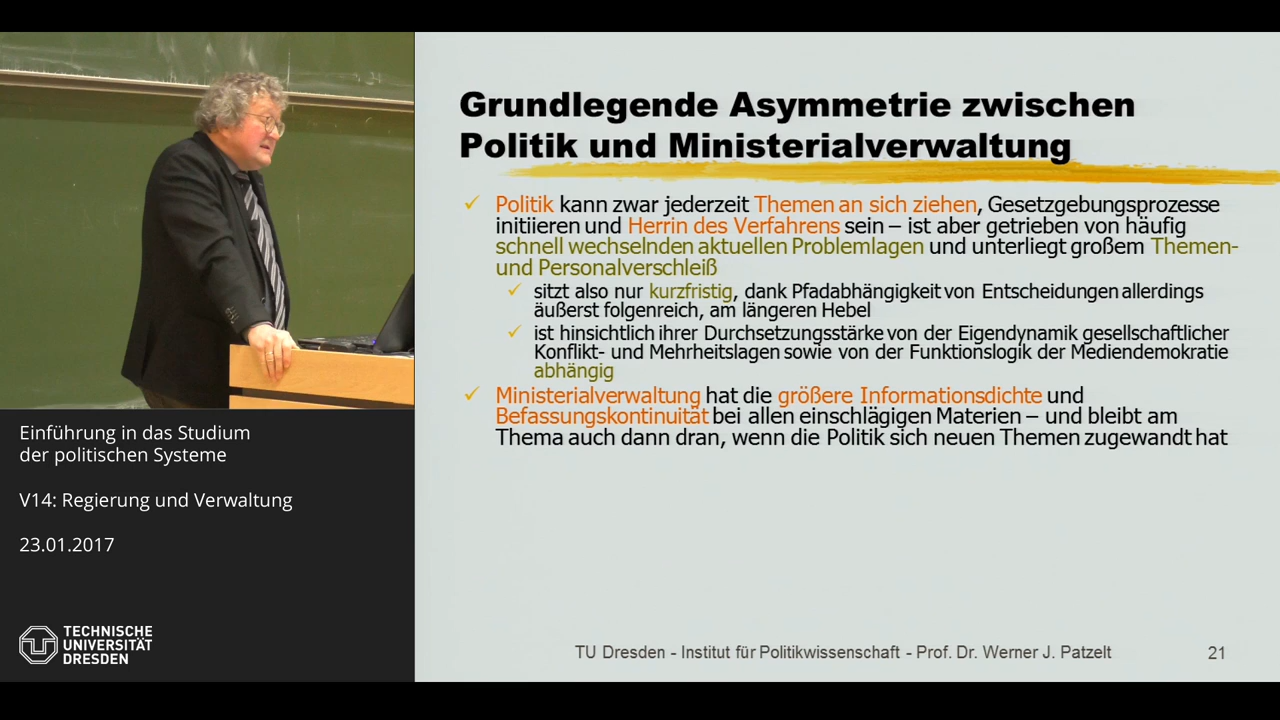 Grundlegende Asymmetrie zwischen
Politik und Ministerialverwaltung
Politik kann zwar jederzeit Themen an sich ziehen, Gesetzgebungsprozesse
initiieren und Herrin des Verfahrens sein – ist aber getrieben von häufig
schnell wechselnden aktuellen Problemlagen und unterliegt großem Themen-
und Personalverschleiß
sitzt also nur kurzfristig, dank Pfadabhängigkeit von Entscheidungen allerdings
äußerst folgenreich, am längeren Hebel
ist hinsichtlich ihrer Durchsetzungsstärke von der Eigendynamik gesellschaftlicher
Konflikt- und Mehrheitslagen sowie von der Funktionslogik der Mediendemokratie
abhängig
Ministerialverwaltung hat die größere Informationsdichte und
Befassungskontinuität bei allen einschlägigen Materien – und bleibt am
Thema auch dann dran, wenn die Politik sich neuen Themen zugewandt hat
TU Dresden - Institut für Politikwissenschaft - Prof. Dr. Werner J. Patzelt
21
Einführung in das Studium
der politischen Systeme
V14: Regierung und Verwaltung
23.01.2017
TECHNISCHE
UNIVERSITÄT
DRESDEN